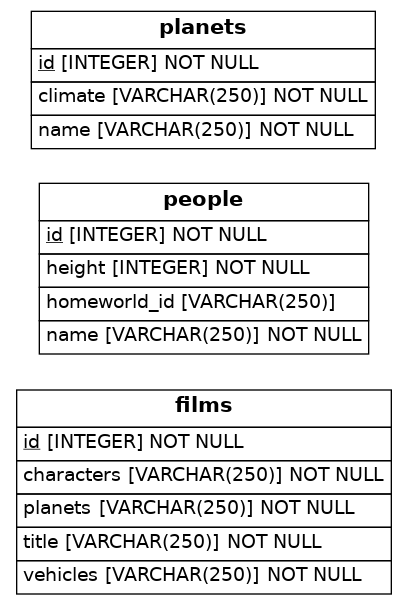 planets
id [INTEGER] NOT NULL
climate [VARCHAR(250)] NOT NULL
name [VARCHAR(250)] NOT NULL
people
id [INTEGER] NOT NULL
height [INTEGER] NOT NULL
homeworld_id [VARCHAR(250)]
name [VARCHAR(250)] NOT NULL
films
id [INTEGER] NOT NULL
characters [VARCHAR(250)] NOT NULL
planets [VARCHAR(250)] NOT NULL
title [VARCHAR(250)] NOT NULL
vehicles [VARCHAR(250)] NOT NULL